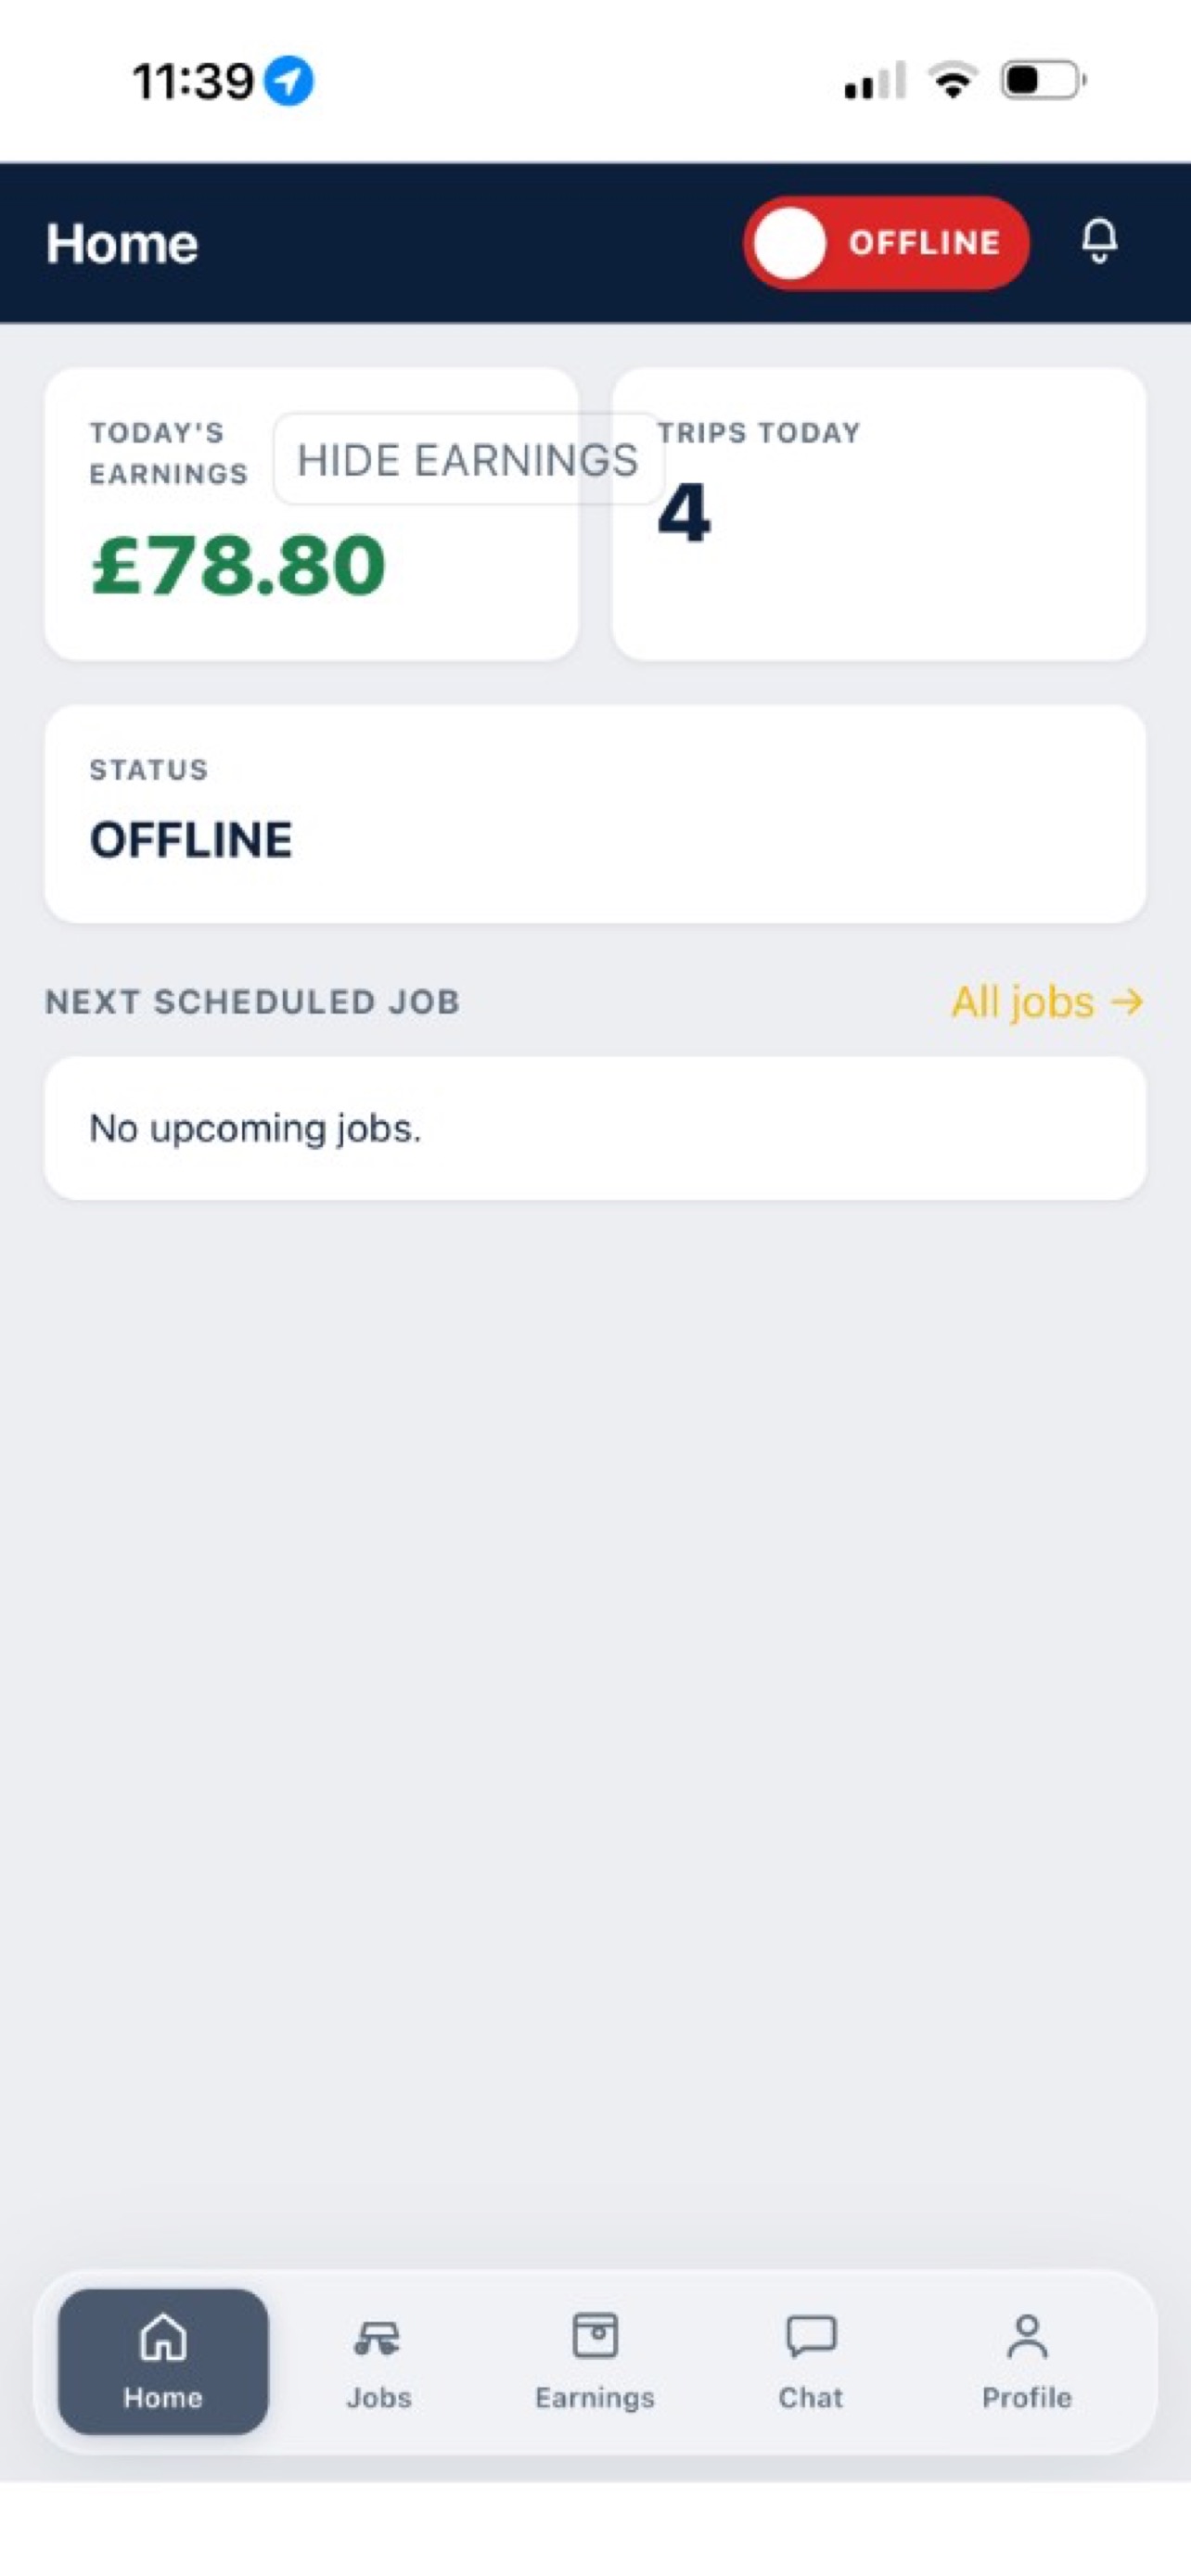 11:39
Home
OFFLINE
TODAY'S
EARNINGS
HIDE EARNINGS
£78.80
TRIPS TODAY
4
STATUS
OFFLINE
NEXT SCHEDULED JOB
All jobs →
No upcoming jobs.
Home
Jobs
Earnings
Chat
Profile